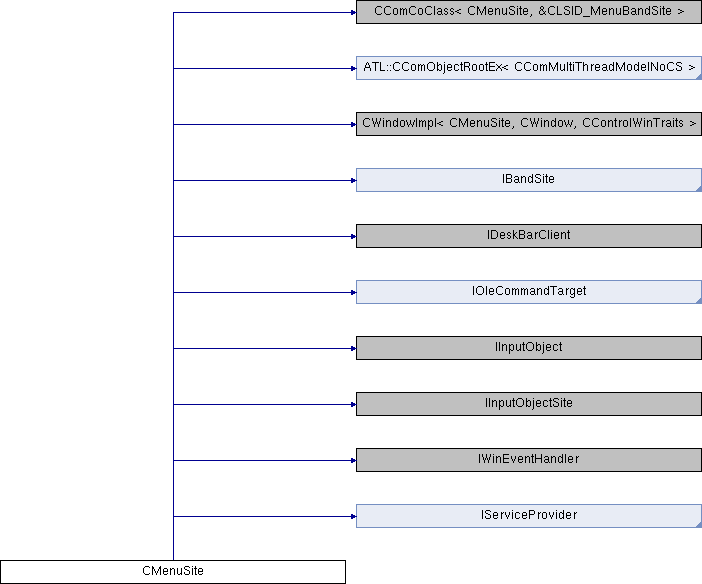 CComCoClass< CMenuSite, &CLSID_MenuBandSite >
ATL::CComObjectRootEx< CComMultiThreadModelNoCS >
CWindowImpl< CMenuSite, CWindow, CControlWinTraits >
IBandSite
IDeskBarClient
IOleCommandTarget
IInputObject
IInputObjectSite
IWinEventHandler
IServiceProvider
CMenuSite